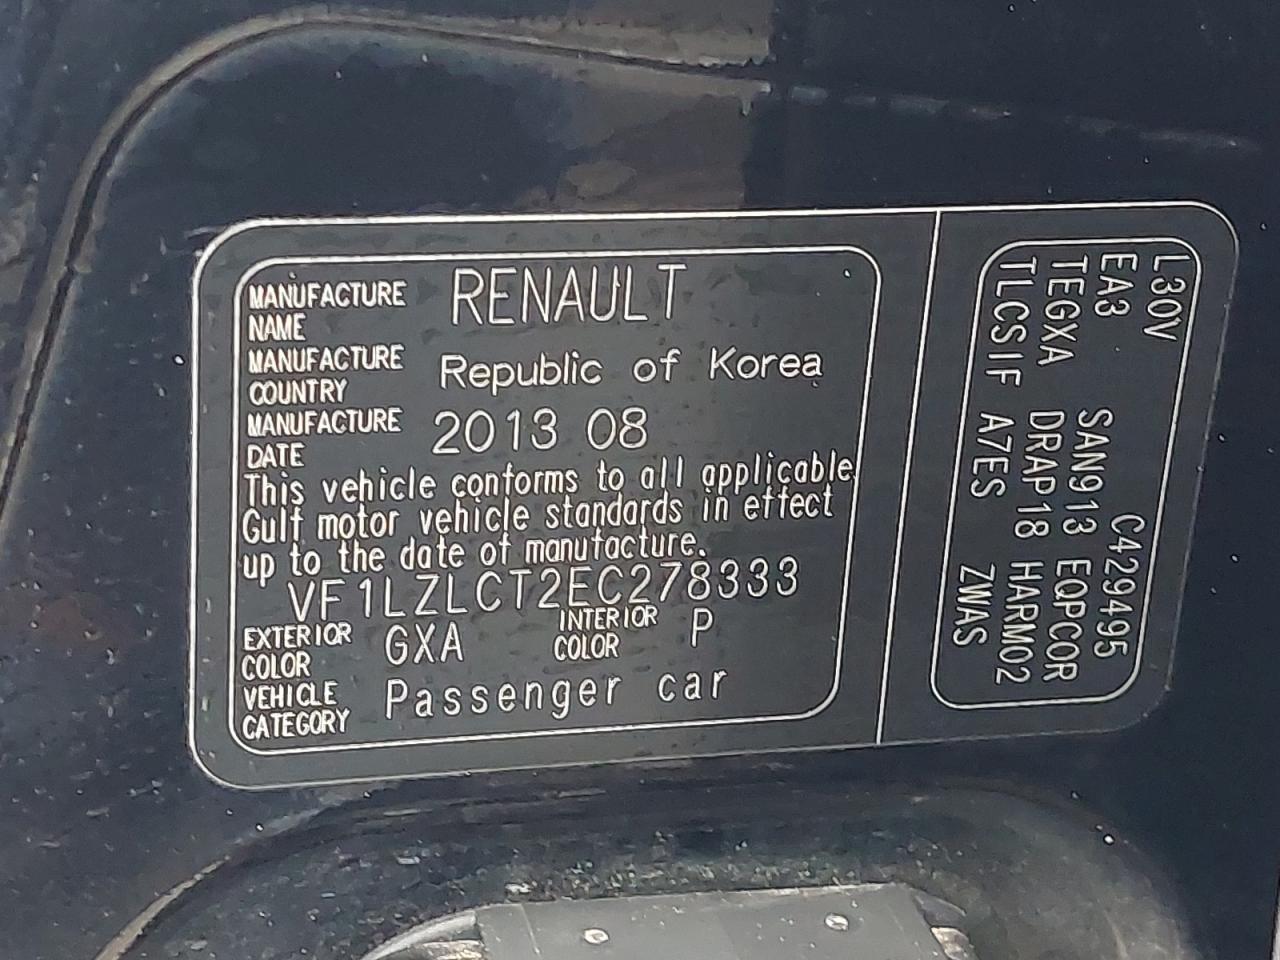 MANUFACTURE NAME RENAULT
MANUFACTURE COUNTRY Republic of Korea
MANUFACTURE DATE 2013 08
This vehicle conforms to all applicable
Gulf motor vehicle standards in effect
up to the date of manufacture.
VF1LZLCT2EC278333
EXTERIOR COLOR GXA INTERIOR COLOR P
VEHICLE CATEGORY Passenger car
L30V C429495
EA3 SAN913 EQPCOR
TEGXA DRAP18 HARM02
TLCSIF A7ES ZWAS